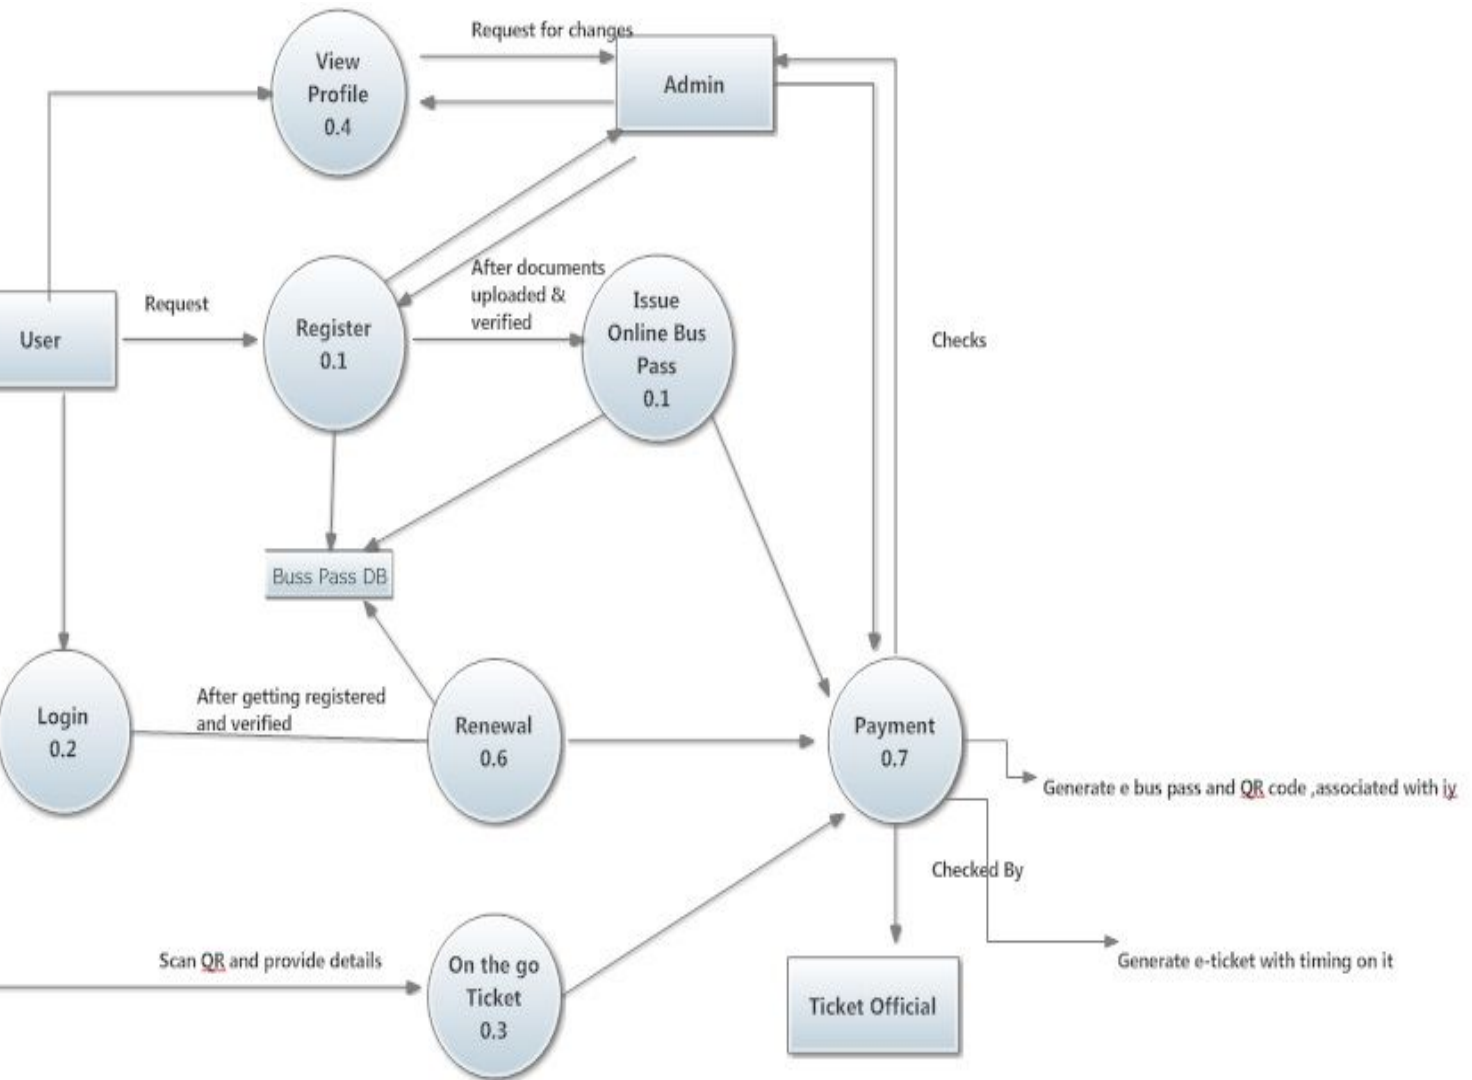 Request for changes
View
Profile
0.4
Admin
Request
Register
0.1
After documents
uploaded &
verified
Issue
Online Bus
Pass
0.1
User
Checks
Buss Pass DB
Login
0.2
After getting registered
and verified
Renewal
0.6
Payment
0.7
Generate e bus pass and QR code ,associated with iy
Checked By
Scan QR and provide details
On the go
Ticket
0.3
Ticket Official
Generate e-ticket with timing on it